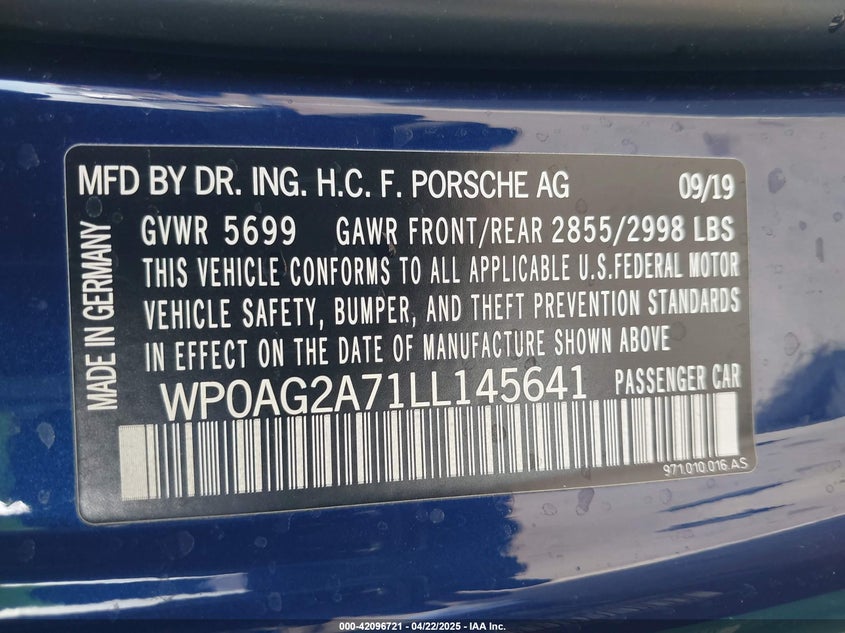 MFD BY DR. ING. H.C. F. PORSCHE AG 09/19
GVWR 5699 GAWR FRONT/REAR 2855/2998 LBS
THIS VEHICLE CONFORMS TO ALL APPLICABLE U.S.FEDERAL MOTOR
VEHICLE SAFETY, BUMPER, AND THEFT PREVENTION STANDARDS
IN EFFECT ON THE DATE OF MANUFACTURE SHOWN ABOVE
MADE IN GERMANY
WP0AG2A71LL145641 PASSENGER CAR
971.010.016.AS
000-42096721 - 04/22/2025 - IAA Inc.